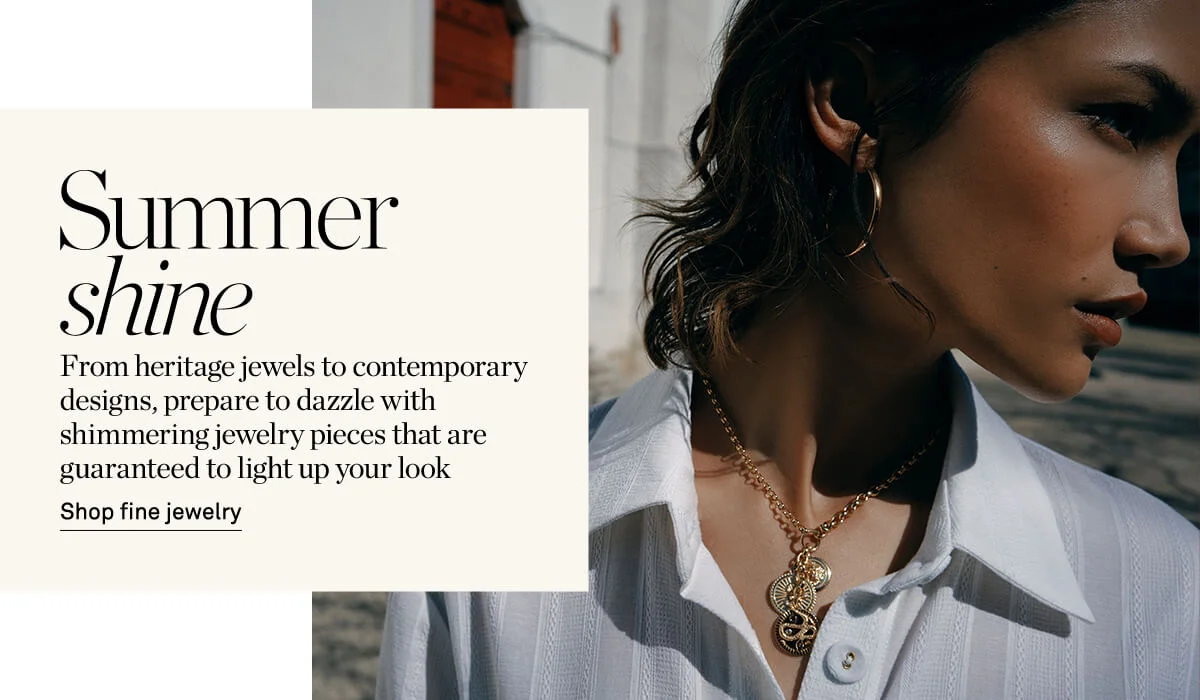 Summer
shine
From heritage jewels to contemporary
designs, prepare to dazzle with
shimmering jewelry pieces that are
guaranteed to light up your look
Shop fine jewelry